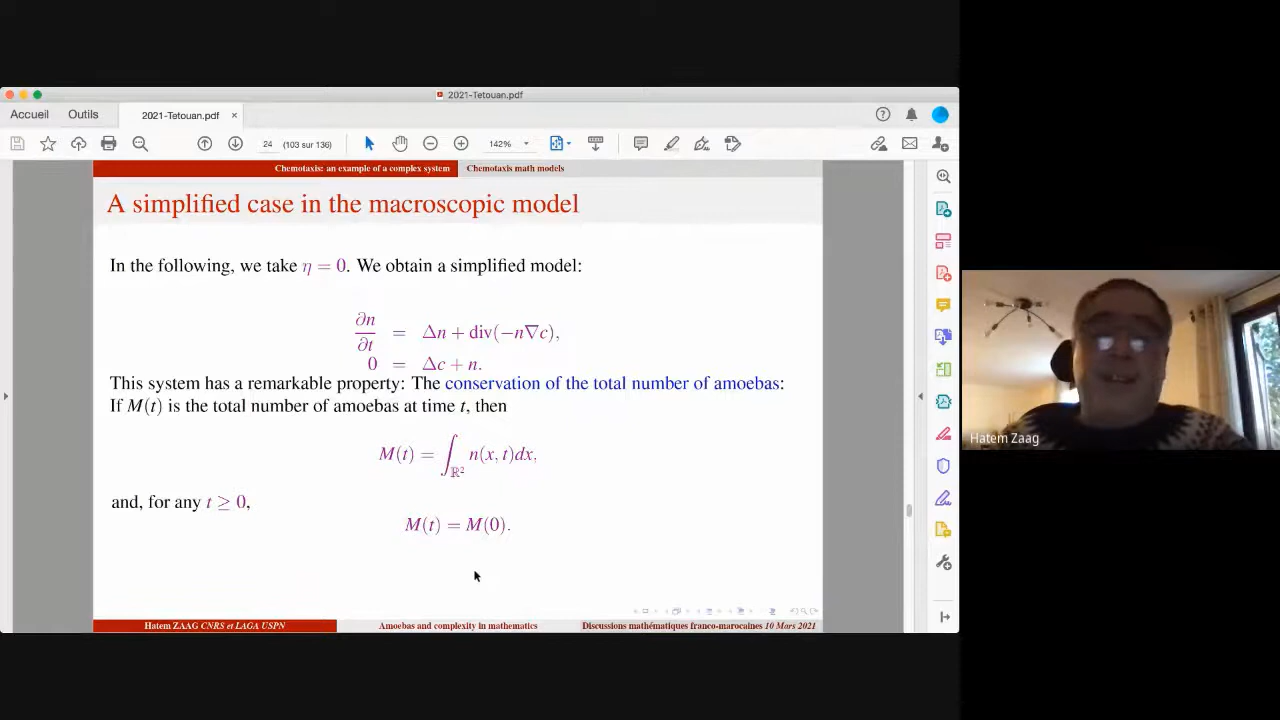 2021-Tetouan.pdf
Accueil Outils 2021-Tetouan.pdf ×
24 (103 sur 136) 142%
Chemotaxis: an example of a complex system Chemotaxis math models
A simplified case in the macroscopic model
In the following, we take η = 0. We obtain a simplified model:
∂n/∂t = Δn + div(−n∇c),
0 = Δc + n.
This system has a remarkable property: The conservation of the total number of amoebas:
If M(t) is the total number of amoebas at time t, then
M(t) = ∫_ℝ² n(x, t)dx,
and, for any t ≥ 0,
M(t) = M(0).
Hatem ZAAG CNRS et LAGA USPN Amoebas and complexity in mathematics Discussions mathématiques franco-marocaines 10 Mars 2021
Hatem Zaag